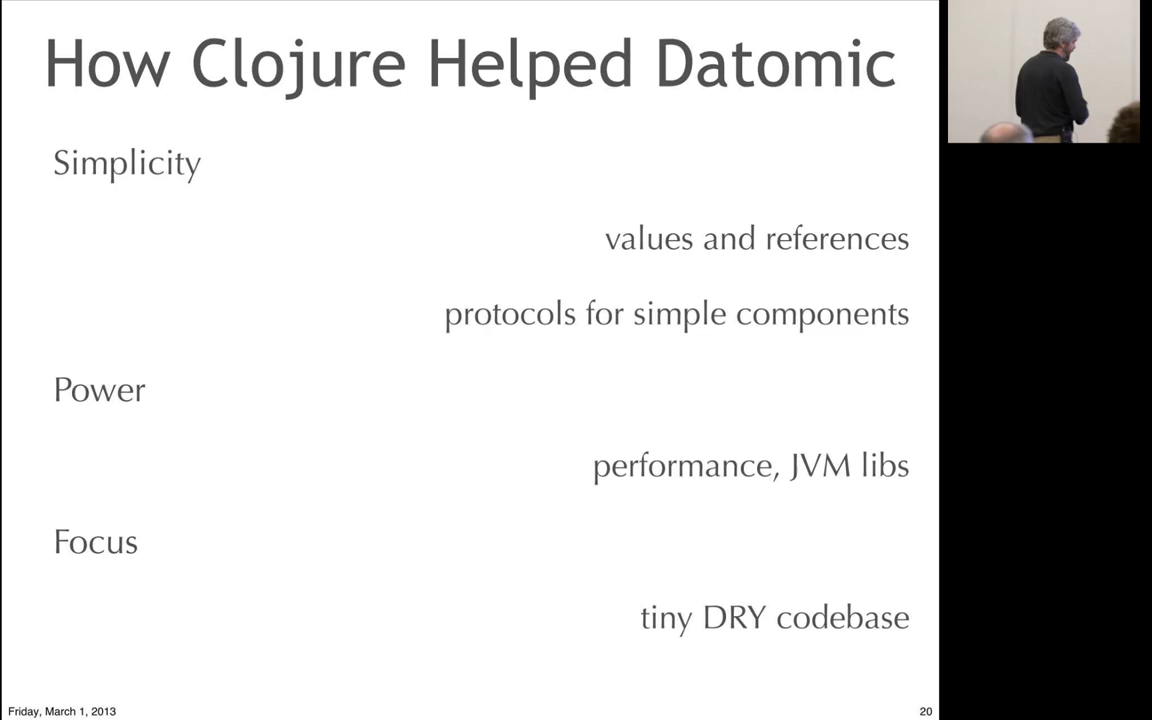 How Clojure Helped Datomic
Simplicity
values and references
protocols for simple components
Power
performance, JVM libs
Focus
tiny DRY codebase
Friday, March 1, 2013
20